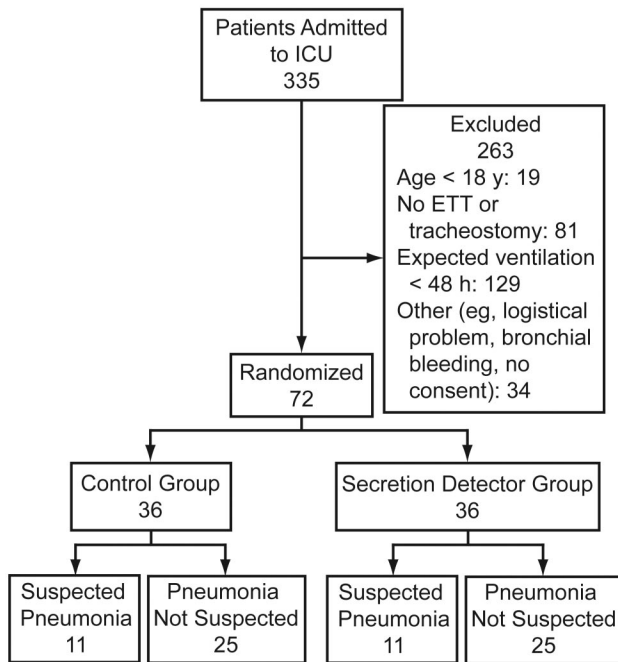 Patients Admitted
to ICU
335
Excluded
263
Age < 18 y: 19
No ETT or
tracheostomy: 81
Expected ventilation
< 48 h: 129
Other (eg, logistical
problem, bronchial
bleeding, no
consent): 34
Randomized
72
Control Group
36
Secretion Detector Group
36
Suspected
Pneumonia
11
Pneumonia
Not Suspected
25
Suspected
Pneumonia
11
Pneumonia
Not Suspected
25